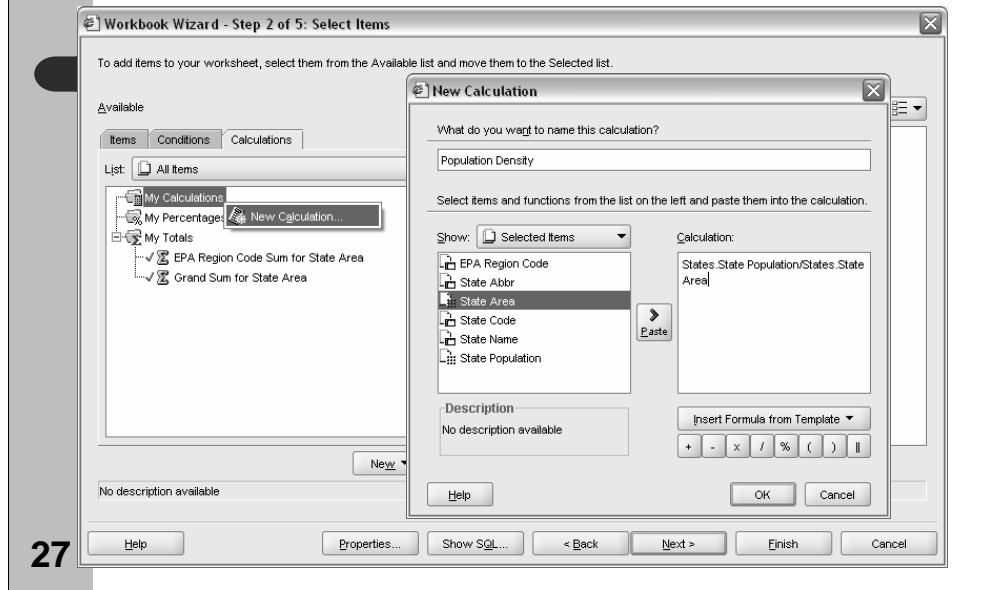 Workbook Wizard - Step 2 of 5: Select Items
To add items to your worksheet, select them from the Available list and move them to the Selected list.
Available
Items Conditions Calculations
List: All Items
My Calculations
My Percentages
New Calculation...
My Totals
EPA Region Code Sum for State Area
Grand Sum for State Area
New
No description available
New Calculation
What do you want to name this calculation?
Population Density
Select items and functions from the list on the left and paste them into the calculation.
Show: Selected Items
EPA Region Code
State Abbr
State Area
State Code
State Name
State Population
Paste
Calculation:
States.State Population/States.State
Area
Description
No description available
Insert Formula from Template
+ - x / % ( ) ||
Help OK Cancel
Help Properties... Show SQL... < Back Next > Finish Cancel
27